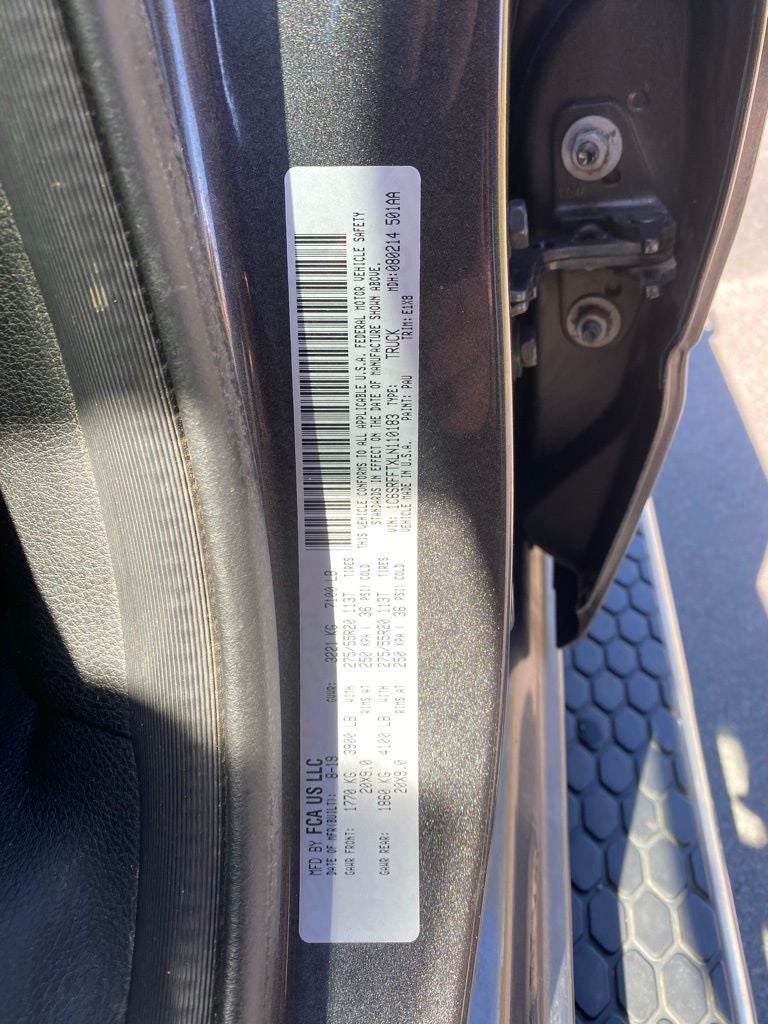 MFD BY FCA US LLC
DATE OF MFR(BUILT): 8-19 GVWR: 3221 KG 7100 LB
GAWR FRONT: 1770 KG 3900 LB WITH 275/55R20 113T TIRES
20X9.0 RIMS AT 250 KPA ( 36 PSI) COLD
GAWR REAR: 1860 KG 4100 LB WITH 275/55R20 113T TIRES
20X9.0 RIMS AT 250 KPA ( 36 PSI) COLD
THIS VEHICLE CONFORMS TO ALL APPLICABLE U.S.A. FEDERAL MOTOR VEHICLE SAFETY
STANDARDS IN EFFECT ON THE DATE OF MANUFACTURE SHOWN ABOVE.
VIN: 1C6SRFFTXLN110183 TYPE: TRUCK MDH:080214 501AA
VEHICLE MADE IN U.S.A. PAINT: PAU TRIM: E1X8